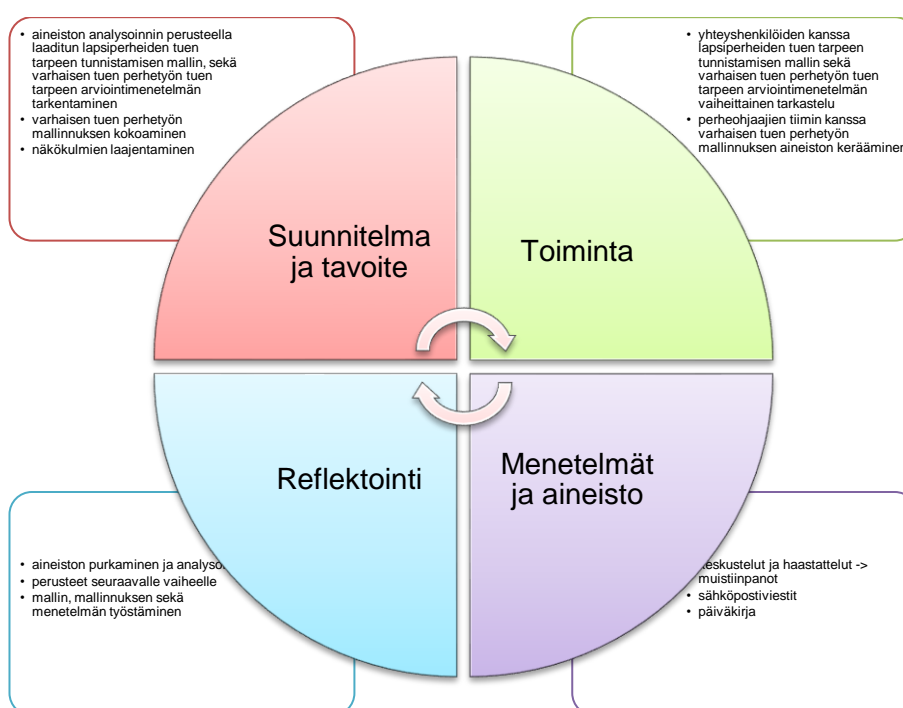 • aineiston analysoinnin perusteella
laaditun lapsiperheiden tuen
tarpeen tunnistamisen mallin, sekä
varhaisen tuen perhetyön tuen
tarpeen arviointimenetelmän
tarkentaminen
• varhaisen tuen perhetyön
mallinnuksen kokoaminen
• näkökulmien laajentaminen
• yhteyshenkilöiden kanssa
lapsiperheiden tuen tarpeen
tunnistamisen mallin sekä
varhaisen tuen perhetyön tuen
tarpeen arviointimenetelmän
vaiheittainen tarkastelu
• perheohjaajien tiimin kanssa
varhaisen tuen perhetyön
mallinnuksen aineiston kerääminen
Suunnitelma
ja tavoite
Toiminta
Reflektointi
Menetelmät
ja aineisto
• aineiston purkaminen ja
• perusteet seuraavalle vaiheelle
• mallin, mallinnuksen sekä
menetelmän työstäminen
keskustelut ja haastattelut ->
muistiinpanot
• sähköpostiviestit
• päiväkirja